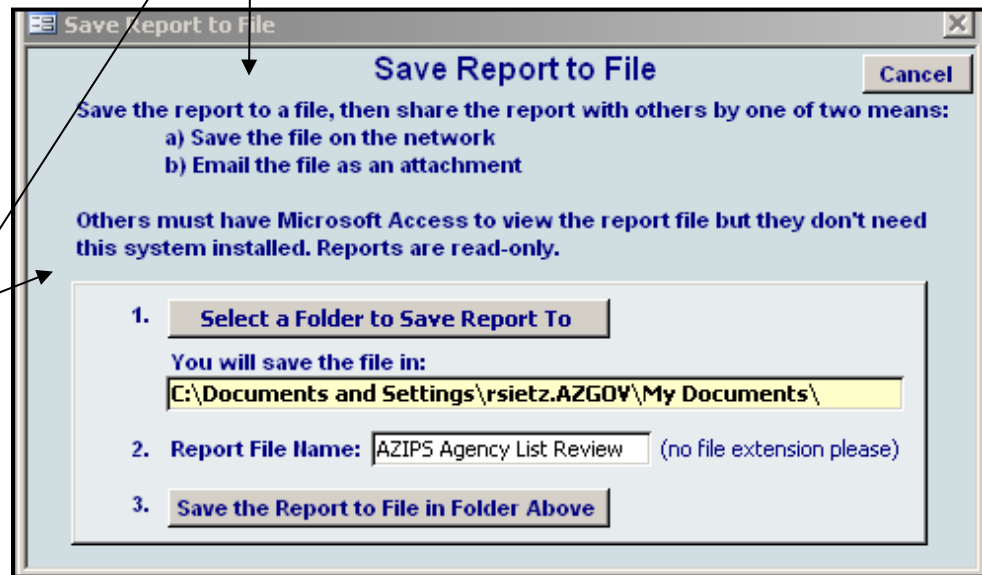 Save Report to File
Save Report to File
Cancel
Save the report to a file, then share the report with others by one of two means:
a) Save the file on the network
b) Email the file as an attachment
Others must have Microsoft Access to view the report file but they don't need
this system installed. Reports are read-only.
1. Select a Folder to Save Report To
You will save the file in:
C:\Documents and Settings\rsietz.AZGOV\My Documents\
2. Report File Name: AZIPS Agency List Review (no file extension please)
3. Save the Report to File in Folder Above